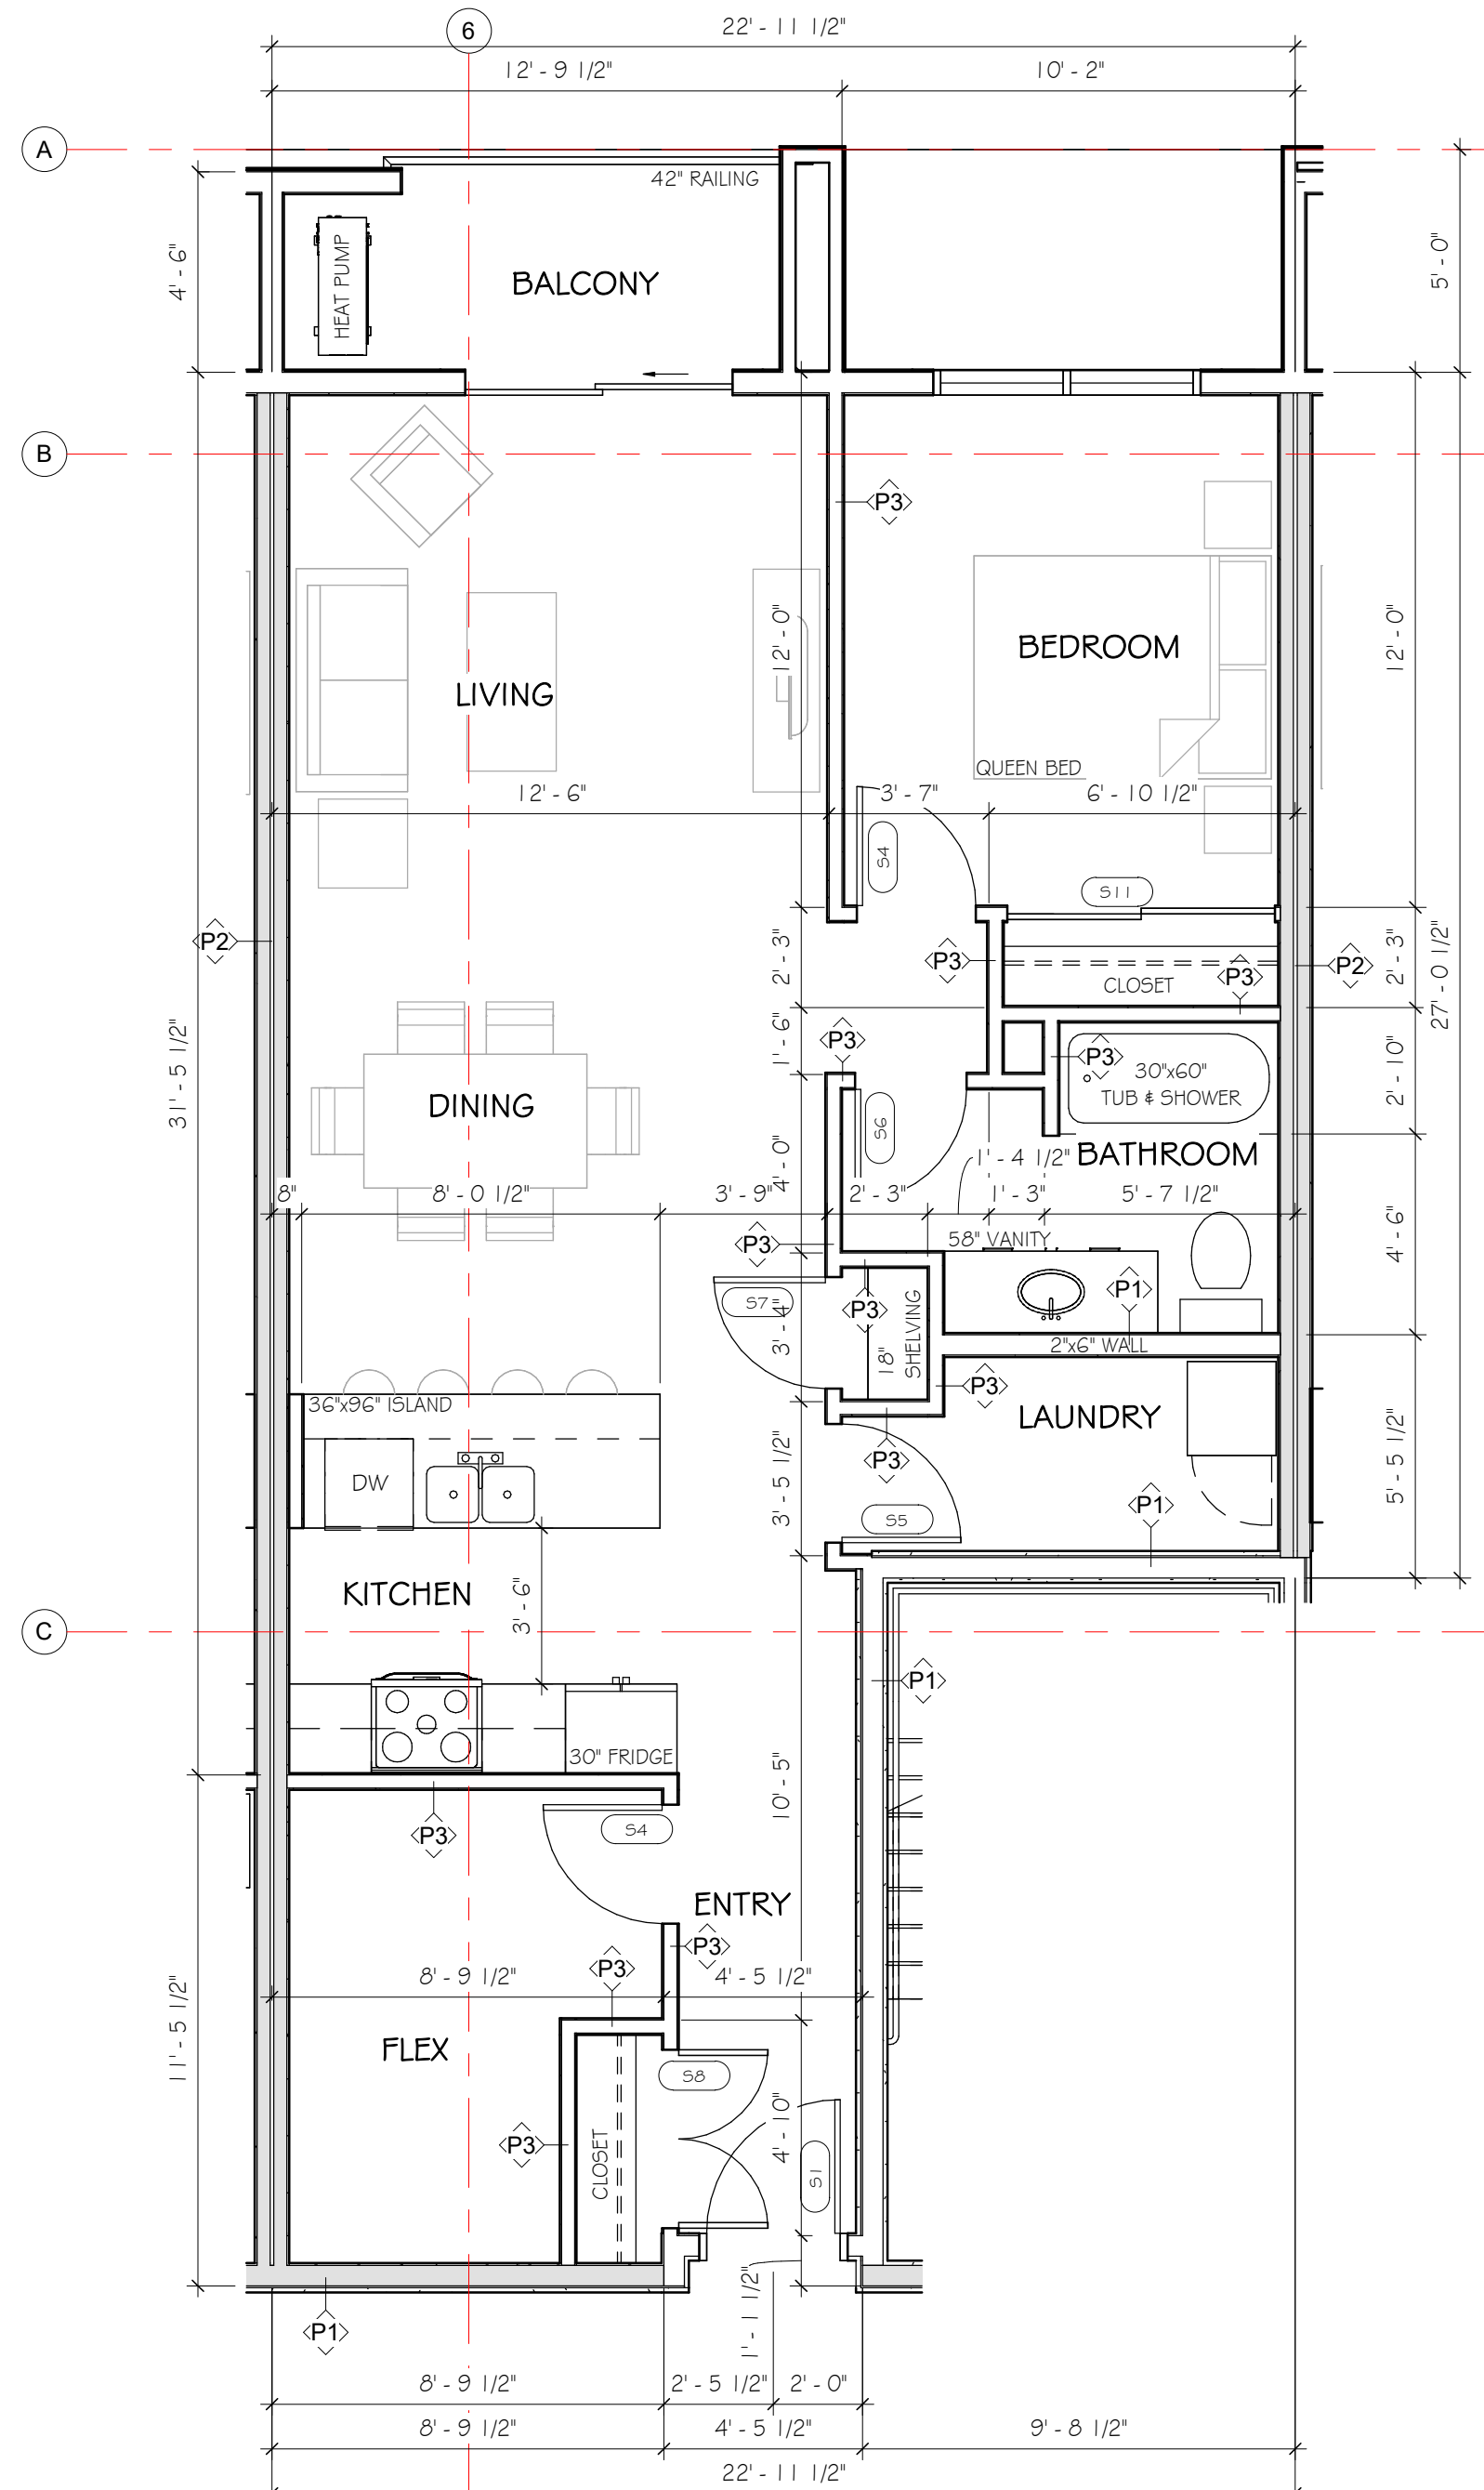 6
22' - 11 1/2"
12' - 9 1/2"
10' - 2"
A
42" RAILING
4' - 6"
HEAT PUMP
BALCONY
5' - 0"
B
P3
12' - 0"
12' - 0"
BEDROOM
LIVING
QUEEN BED
12' - 6"
3' - 7"
6' - 10 1/2"
S4
S11
P2
P3
CLOSET
P3
P2
2' - 3"
2' - 3"
27' - 0 1/2"
31' - 5 1/2"
1' - 6"
P3
P3
30"x60"
TUB & SHOWER
2' - 10"
DINING
S6
4' - 0"
1' - 4 1/2"
BATHROOM
8"
8' - 0 1/2"
3' - 9"
2' - 3"
1' - 3"
5' - 7 1/2"
4' - 6"
P3
58" VANITY
P1
S7
P3
3' - 4"
18"
SHELVING
2"x6" WALL
P3
36"x96" ISLAND
LAUNDRY
DW
P3
3' - 5 1/2"
5' - 5 1/2"
S5
P1
KITCHEN
3' - 6"
C
P1
30" FRIDGE
10' - 5"
P3
S4
ENTRY
P3
P3
8' - 9 1/2"
4' - 5 1/2"
11' - 5 1/2"
FLEX
S8
P3
CLOSET
4' - 10"
S1
P1
1' - 1 1/2"
8' - 9 1/2"
2' - 5 1/2"
2' - 0"
8' - 9 1/2"
4' - 5 1/2"
9' - 8 1/2"
22' - 11 1/2"